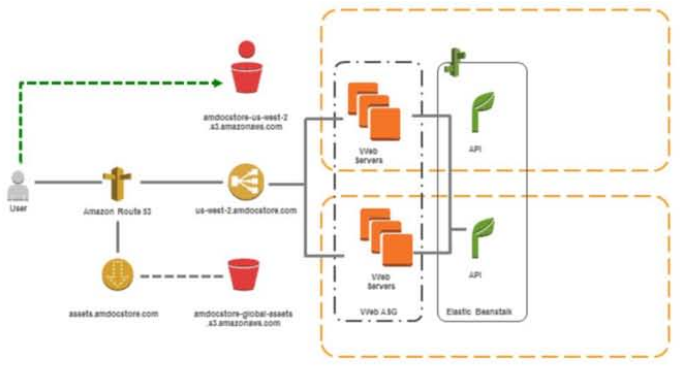 amdocstore-us-west-2
.s3.amazonaws.com
Web
Servers
API
User
Amazon Route 53
us-west-2.amdocstore.com
Web
Servers
API
assets.amdocstore.com
amdocstore-global-assets
.s3.amazonaws.com
Web ASG
Elastic Beanstalk